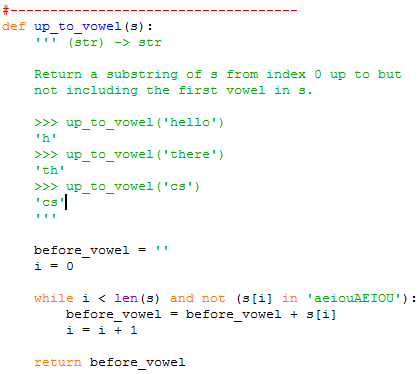 #------------------------------------
def up_to_vowel(s):
    ''' (str) -> str

    Return a substring of s from index 0 up to but
    not including the first vowel in s.

    >>> up_to_vowel('hello')
    'h'
    >>> up_to_vowel('there')
    'th'
    >>> up_to_vowel('cs')
    'cs'
    '''

    before_vowel = ''
    i = 0

    while i < len(s) and not (s[i] in 'aeiouAEIOU'):
        before_vowel = before_vowel + s[i]
        i = i + 1

    return before_vowel